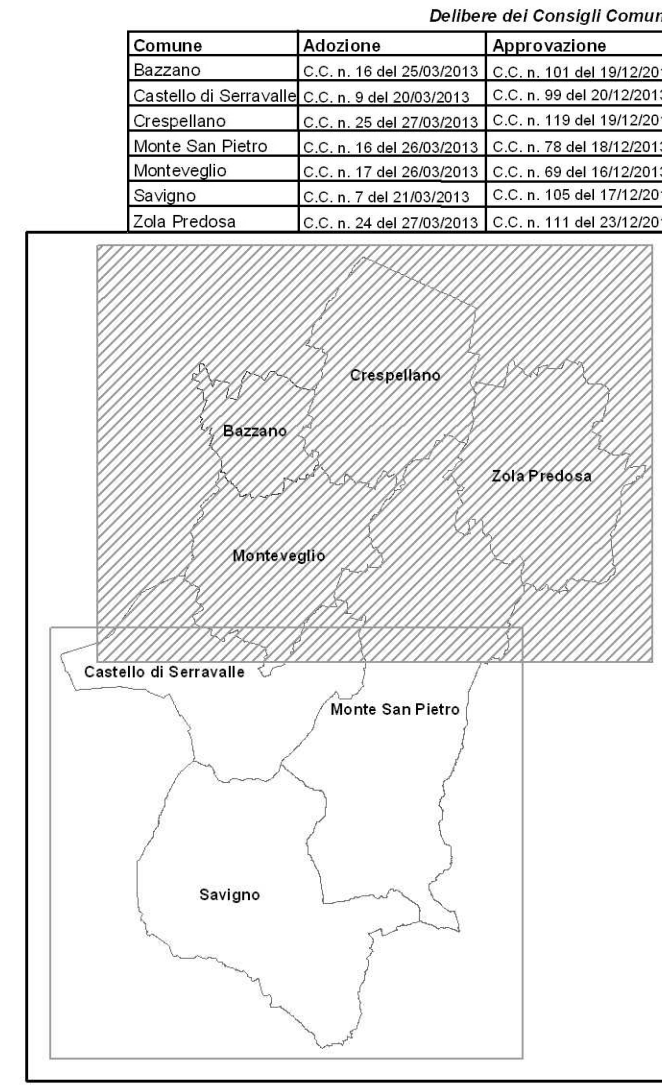 Delibere dei Consigli Comun
Comune Adozione Approvazione
Bazzano C.C. n. 16 del 25/03/2013 C.C. n. 101 del 19/12/201
Castello di Serravalle C.C. n. 9 del 20/03/2013 C.C. n. 99 del 20/12/2013
Crespellano C.C. n. 25 del 27/03/2013 C.C. n. 119 del 19/12/201
Monte San Pietro C.C. n. 16 del 26/03/2013 C.C. n. 78 del 18/12/2013
Monteveglio C.C. n. 17 del 26/03/2013 C.C. n. 69 del 16/12/2013
Savigno C.C. n. 7 del 21/03/2013 C.C. n. 105 del 17/12/201
Zola Predosa C.C. n. 24 del 27/03/2013 C.C. n. 111 del 23/12/201
Crespellano
Bazzano
Zola Predosa
Monteveglio
Castello di Serravalle
Monte San Pietro
Savigno